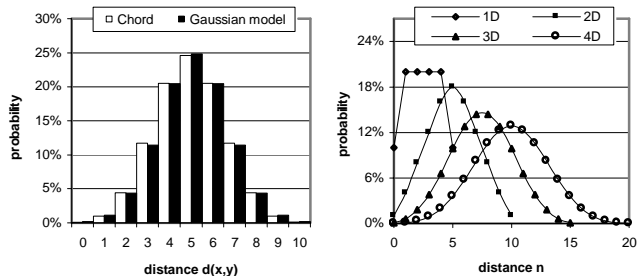 Chord Gaussian model
30%
25%
20%
15%
10%
5%
0%
probability
0 1 2 3 4 5 6 7 8 9 10
distance d(x,y)
1D 2D
3D 4D
24%
18%
12%
6%
0%
probability
0 5 10 15 20
distance n